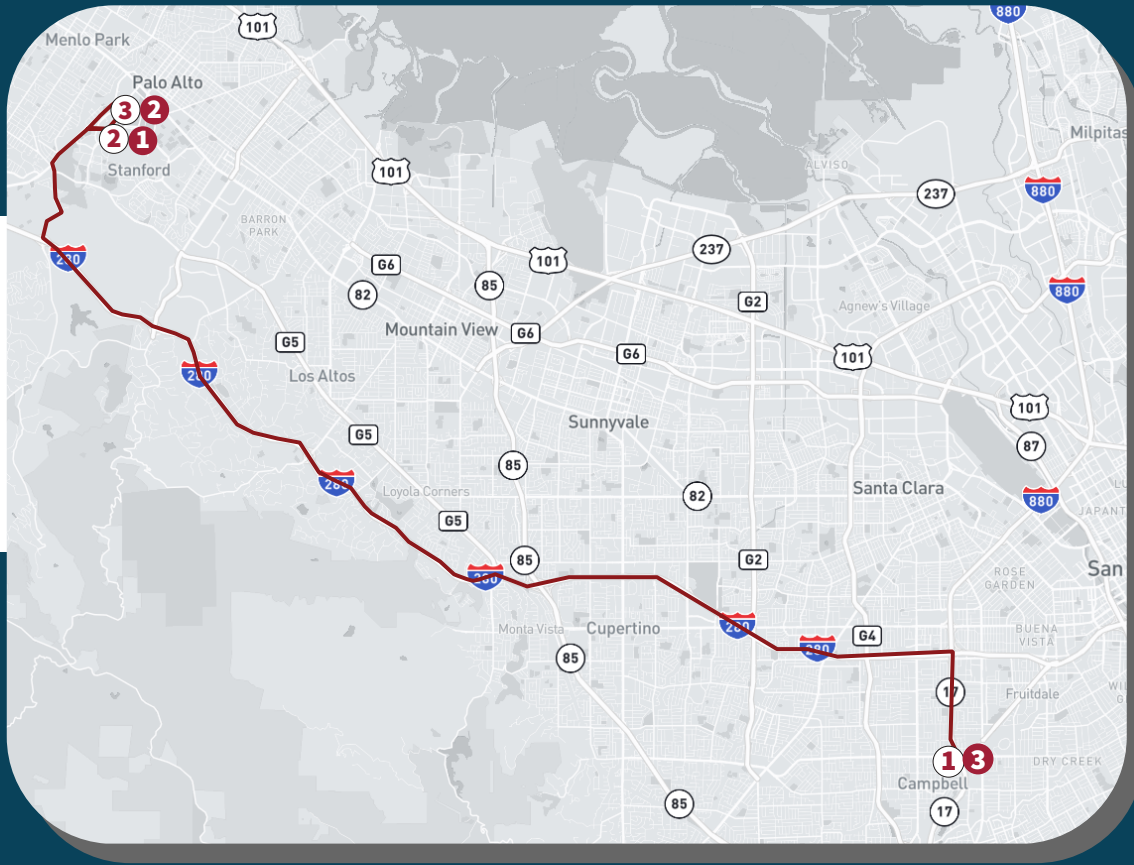 880
101
Menlo Park
Palo Alto
3 2
2 1
Stanford
Milpitas
101
ALVISO
880
237
BARRON
PARK
237
280
101
G6
85
880
82
G2
Agnew's Village
Mountain View
G6
G5
G6
101
280
Los Altos
101
Sunnyvale
G5
87
85
280
Loyola Corners
82
Santa Clara
880
JAPANT
G5
85
G2
San
280
ROSE
GARDEN
Monta Vista
Cupertino
280
G4
BUENA
VISTA
280
85
17
Fruitdale
1 3
DRY CREEK
Campbell
85
17